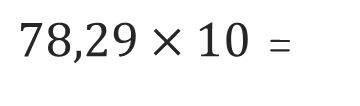 78,29 × 10 =